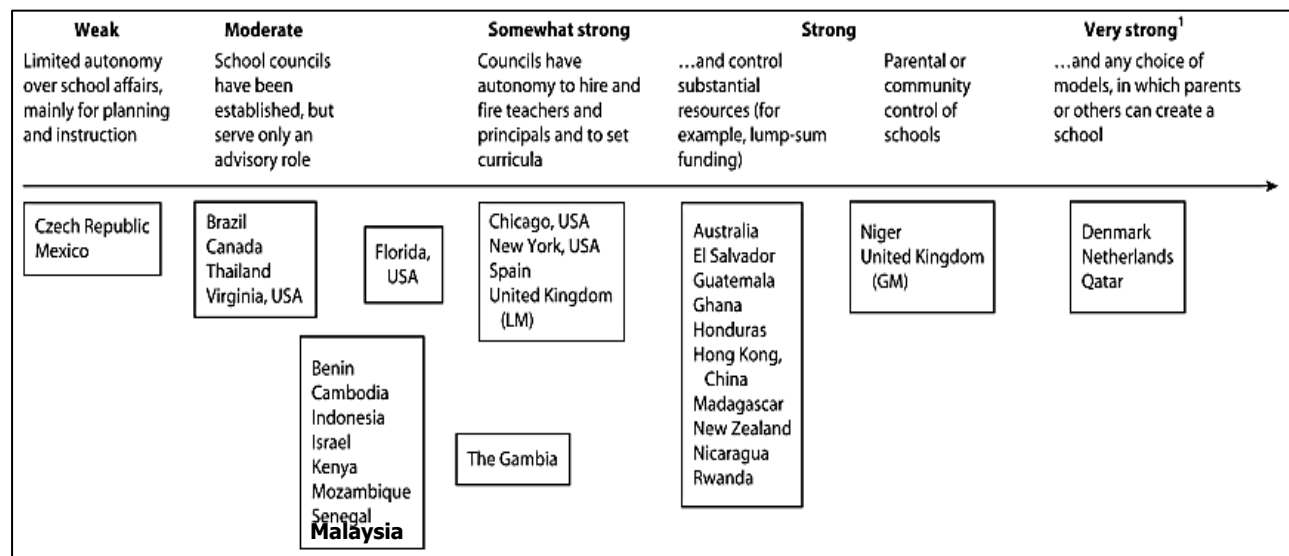 Weak
Limited autonomy
over school affairs,
mainly for planning
and instruction
Moderate
School councils
have been
established, but
serve only an
advisory role
Somewhat strong
Councils have
autonomy to hire and
fire teachers and
principals and to set
curricula
Strong
...and control
substantial
resources (for
example, lump-sum
funding)
Parental or
community
control of
schools
Very strong1
...and any choice of
models, in which parents
or others can create a
school
Czech Republic
Mexico
Brazil
Canada
Thailand
Virginia, USA
Florida,
USA
Chicago, USA
New York, USA
Spain
United Kingdom
(LM)
Australia
El Salvador
Guatemala
Ghana
Honduras
Hong Kong,
China
Madagascar
New Zealand
Nicaragua
Rwanda
Niger
United Kingdom
(GM)
Denmark
Netherlands
Qatar
Benin
Cambodia
Indonesia
Israel
Kenya
Mozambique
Senegal
Malaysia
The Gambia